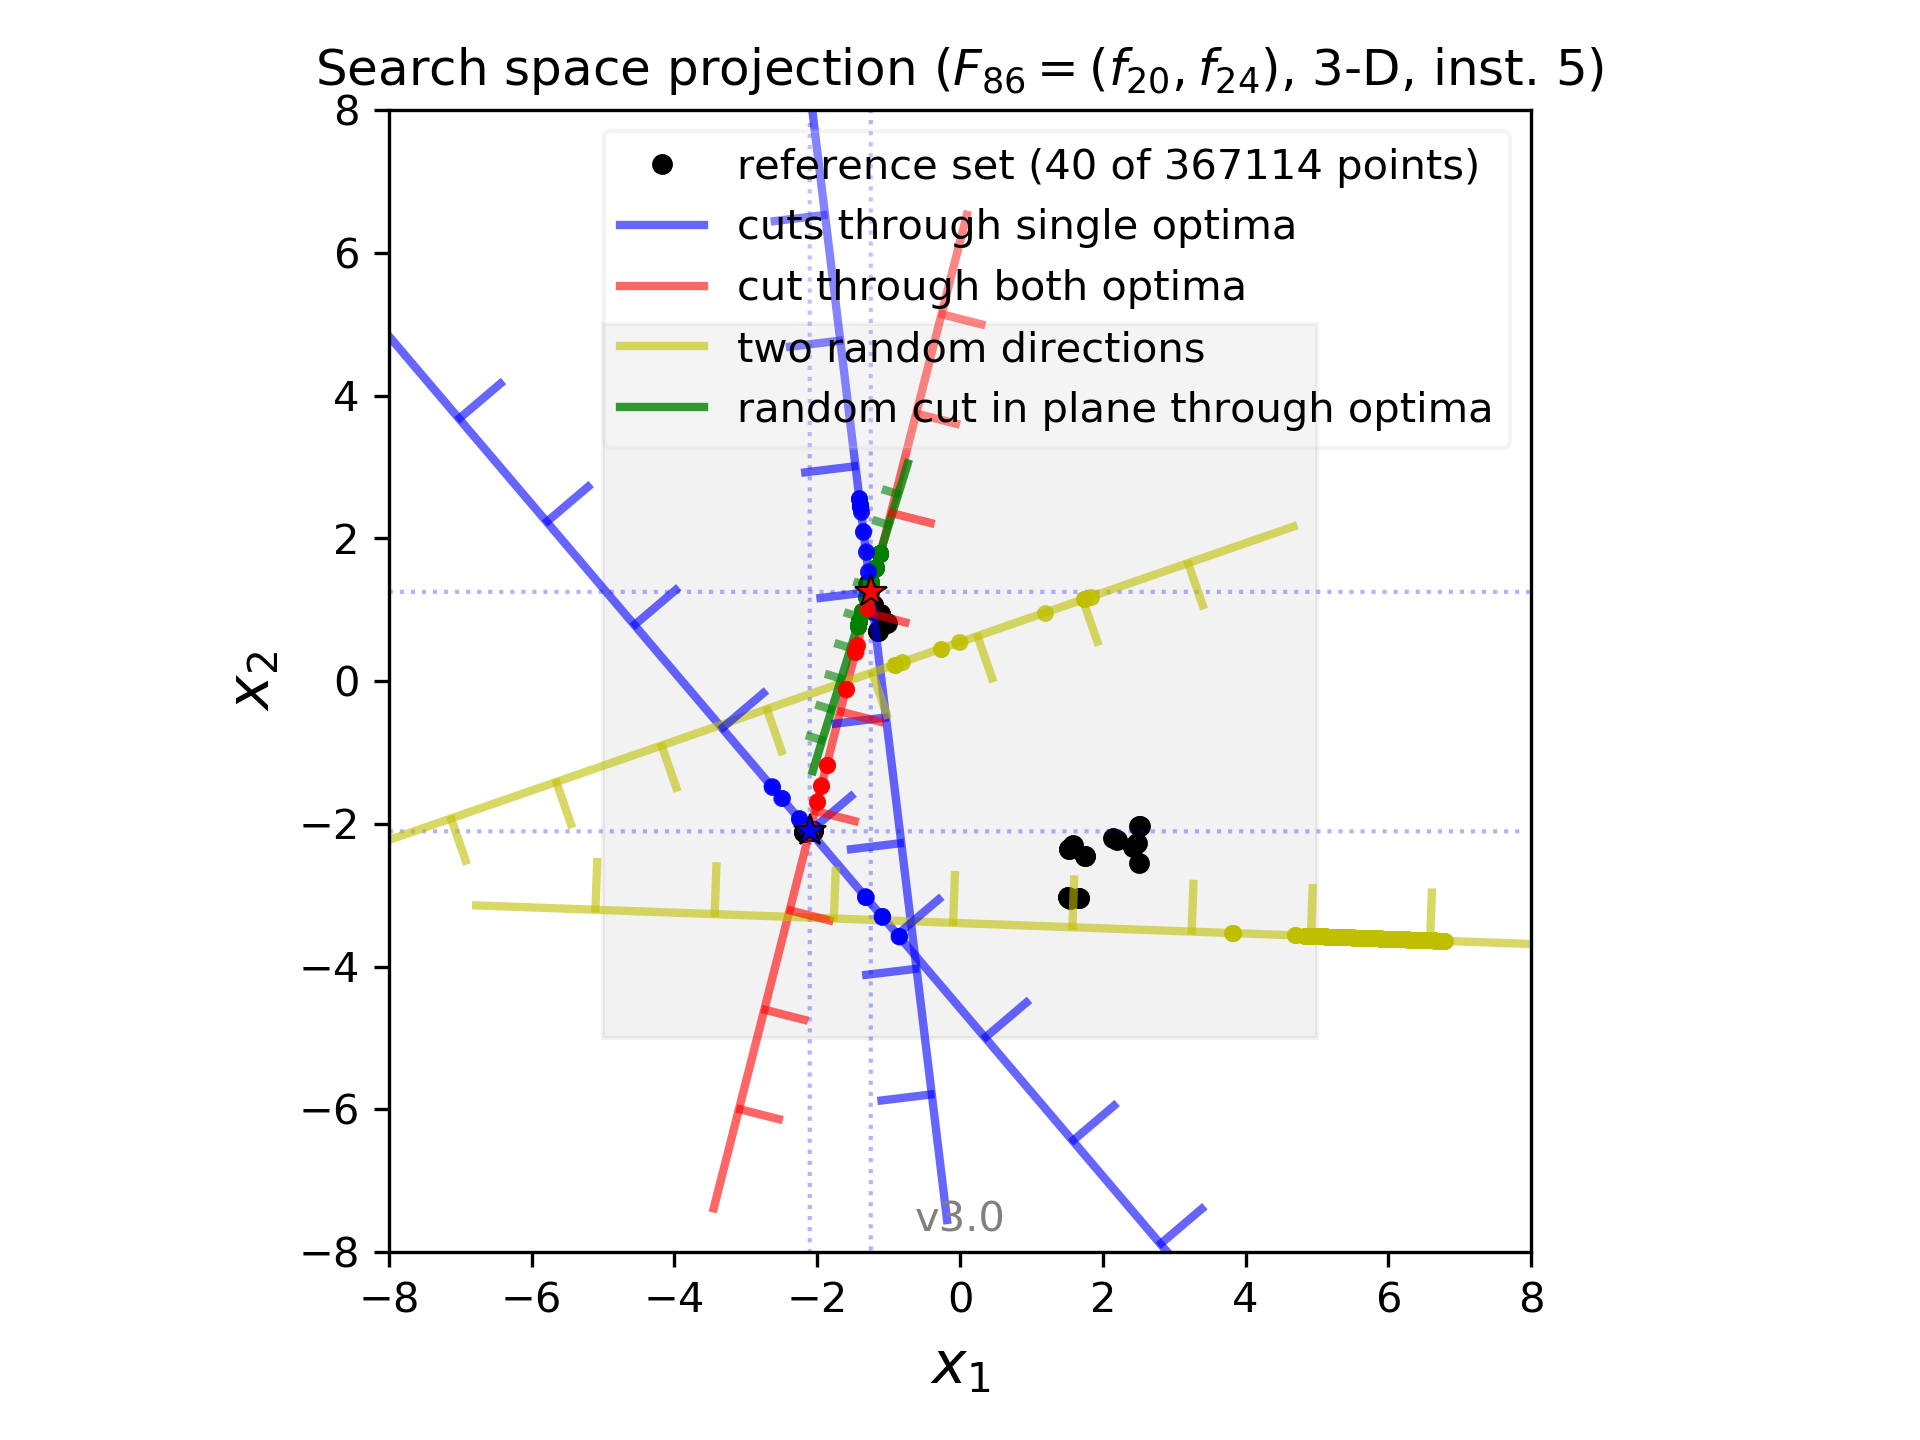 Search space projection (F86 = (f20, f24), 3-D, inst. 5)
reference set (40 of 367114 points)
cuts through single optima
cut through both optima
two random directions
random cut in plane through optima
8
6
4
2
0
−2
−4
−6
−8
x2
v3.0
−8 −6 −4 −2 0 2 4 6 8
x1